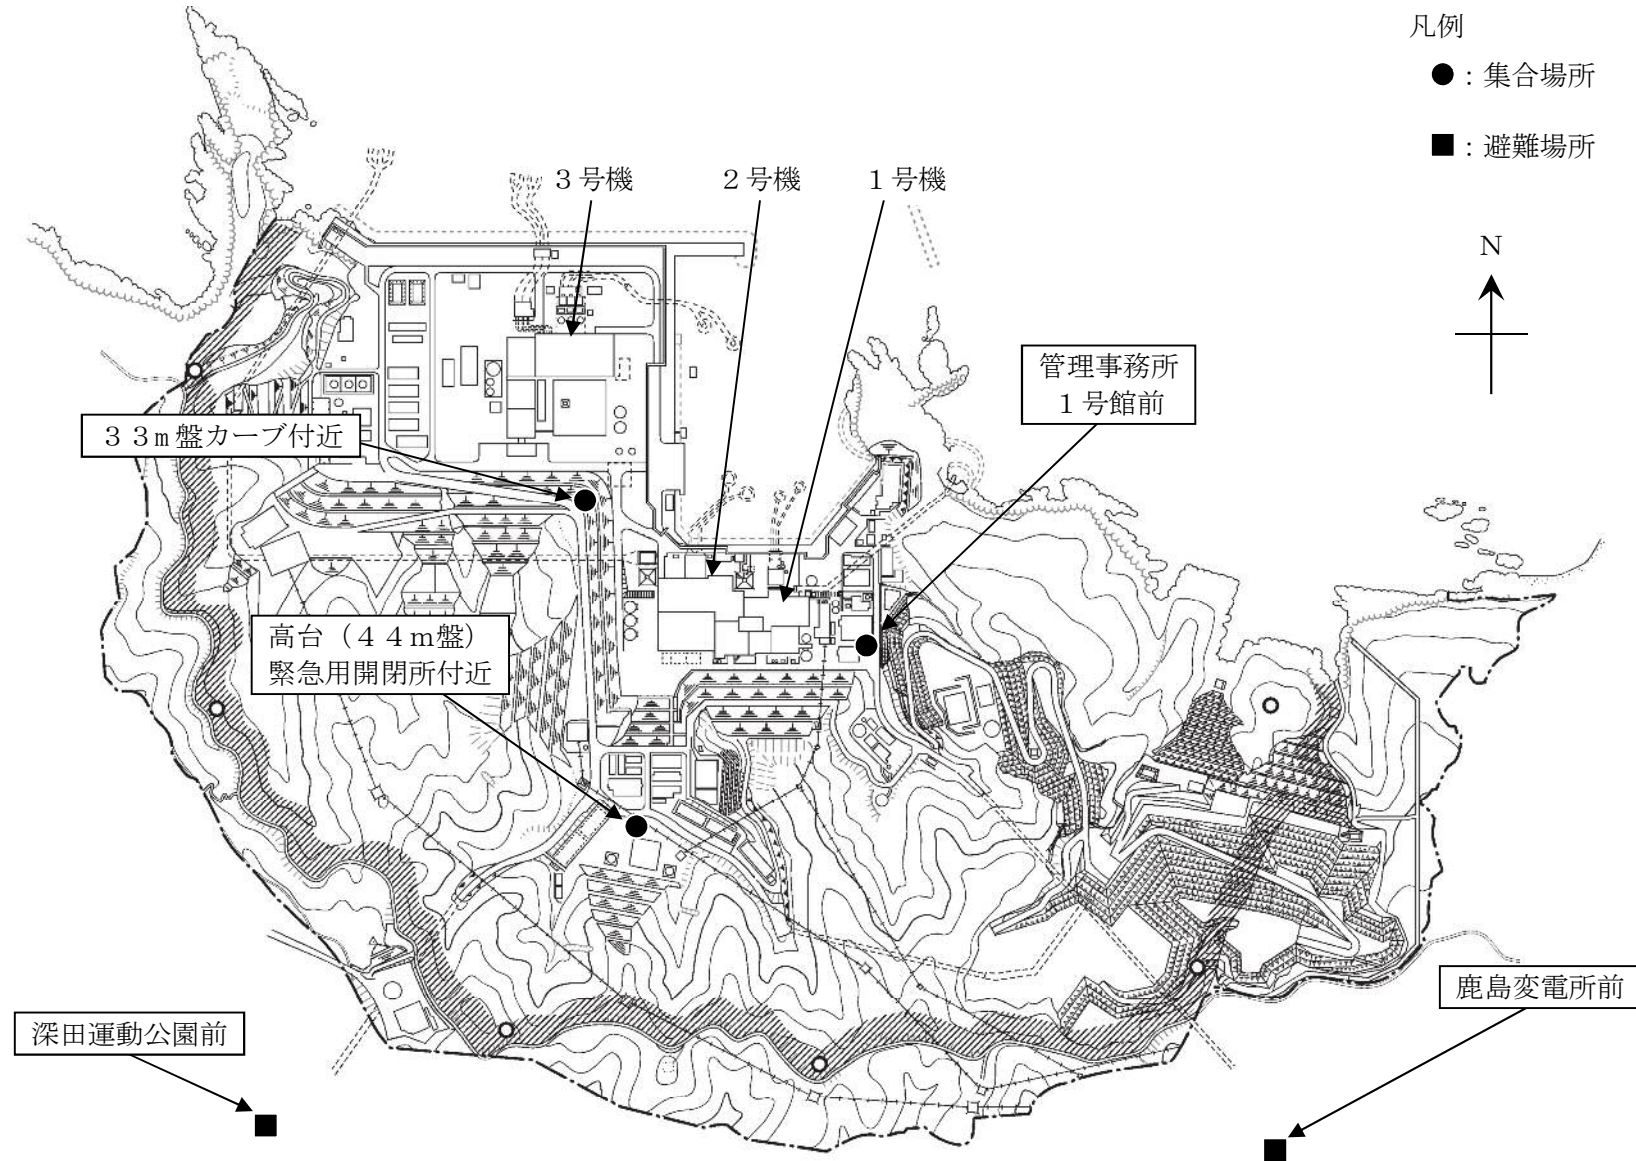 凡例
●：集合場所
■：避難場所
３号機
２号機
１号機
N
管理事務所
１号館前
３３ｍ盤カーブ付近
高台（４４ｍ盤）
緊急用開閉所付近
鹿島変電所前
深田運動公園前